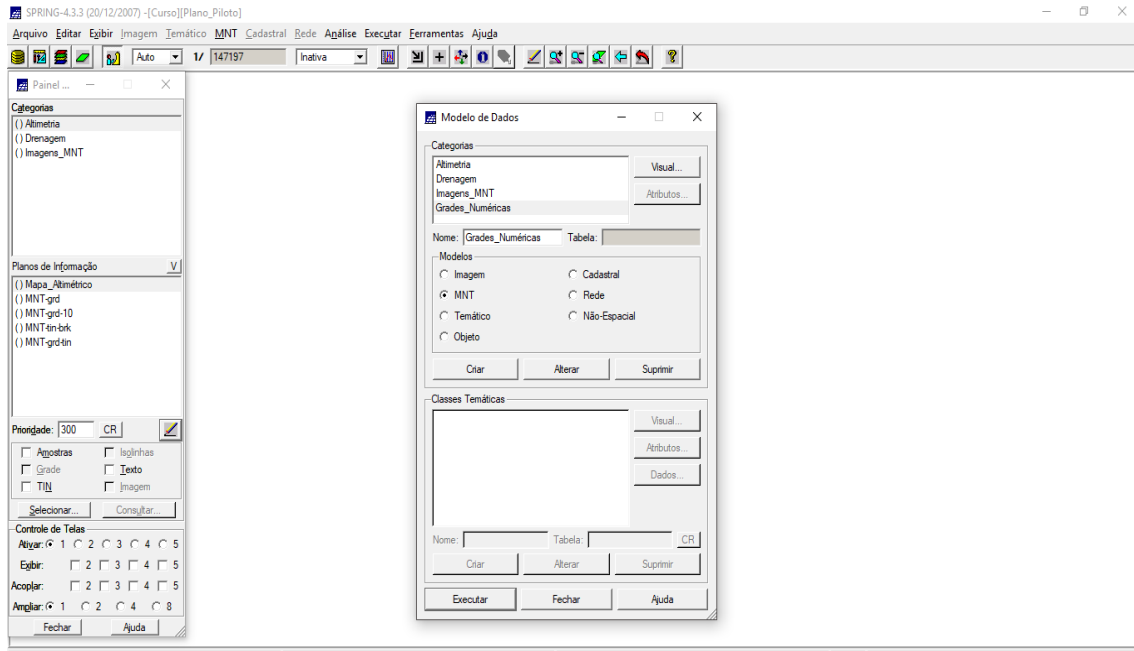 SPRING-4.3.3 (20/12/2007) -[Curso][Plano_Piloto]
Arquivo Editar Exibir Imagem Temático MNT Cadastral Rede Análise Executar Ferramentas Ajuda
Auto 1/ 147197 Inativa
Painel ...
Categorias
() Altimetria
() Drenagem
() Imagens_MNT
Planos de Informação V
() Mapa_Altimétrico
() MNT-grd
() MNT-grd-10
() MNT-tin-brk
() MNT-grd-tin
Prioridade: 300 CR
Amostras Isolinhas
Grade Texto
TIN Imagem
Selecionar... Consultar...
Controle de Telas
Ativar: 1 2 3 4 5
Exibir: 2 3 4 5
Acoplar: 2 3 4 5
Ampliar: 1 2 4 8
Fechar Ajuda
Modelo de Dados
Categorias
Altimetria
Drenagem
Imagens_MNT
Grades_Numéricas
Visual...
Atributos...
Nome: Grades_Numéricas Tabela:
Modelos
Imagem Cadastral
MNT Rede
Temático Não-Espacial
Objeto
Criar Alterar Suprimir
Classes Temáticas
Visual...
Atributos...
Dados...
Nome: Tabela: CR
Criar Alterar Suprimir
Executar Fechar Ajuda